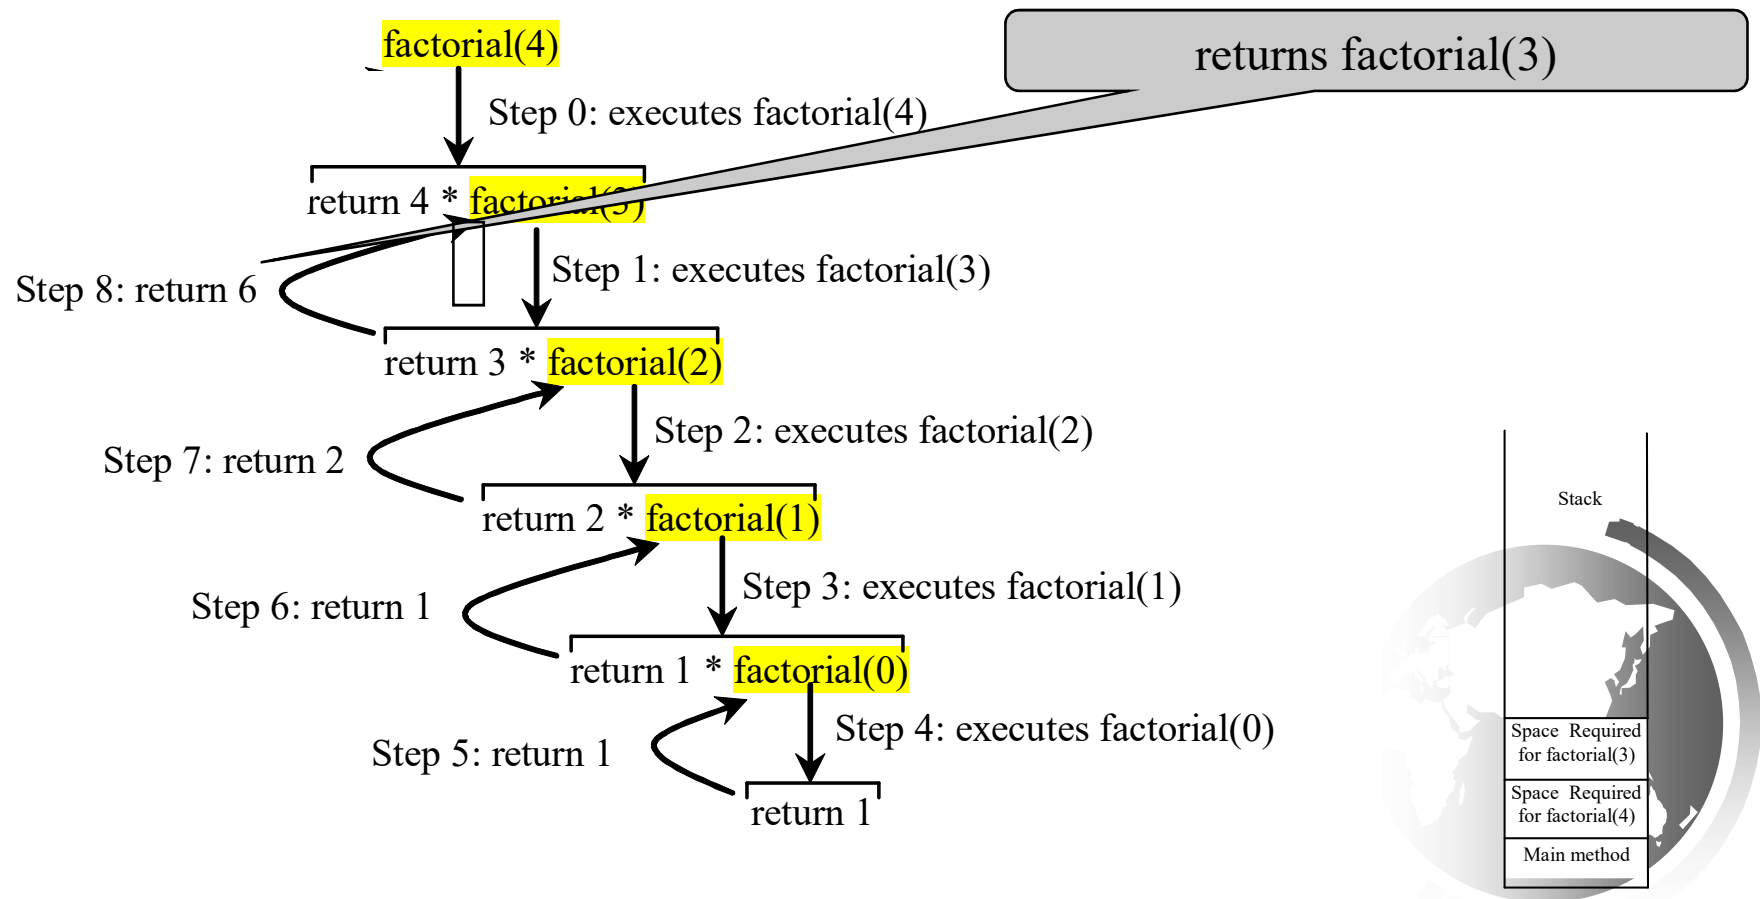 factorial(4)
returns factorial(3)
Step 0: executes factorial(4)
return 4 * factorial(3)
Step 1: executes factorial(3)
Step 8: return 6
return 3 * factorial(2)
Step 2: executes factorial(2)
Step 7: return 2
return 2 * factorial(1)
Step 3: executes factorial(1)
Step 6: return 1
return 1 * factorial(0)
Step 4: executes factorial(0)
Step 5: return 1
return 1
Stack
Space Required
for factorial(3)
Space Required
for factorial(4)
Main method